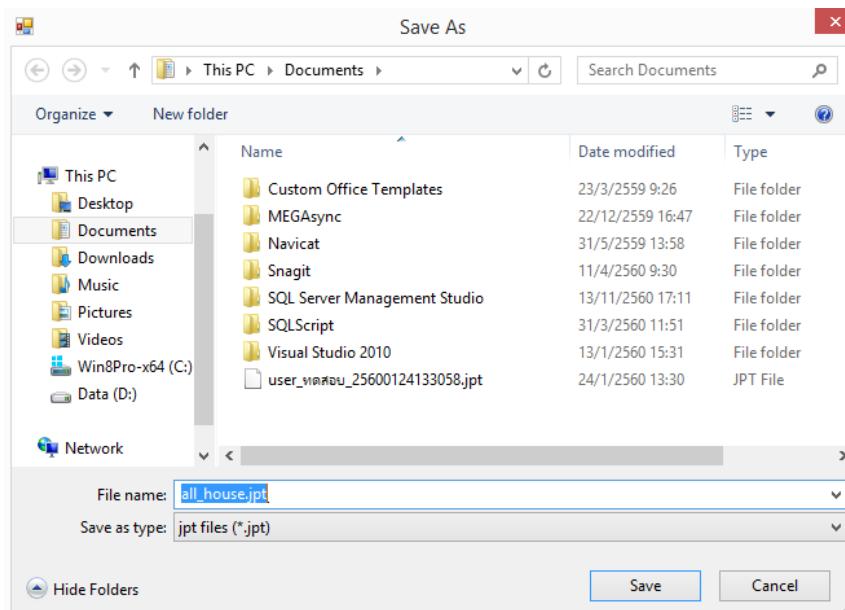 Save As
This PC Documents Search Documents
Organize New folder
Name Date modified Type
This PC
Desktop
Documents
Downloads
Music
Pictures
Videos
Win8Pro-x64 (C:)
Data (D:)
Network
Custom Office Templates 23/3/2559 9:26 File folder
MEGAsync 22/12/2559 16:47 File folder
Navicat 31/5/2559 13:58 File folder
Snagit 11/4/2560 9:30 File folder
SQL Server Management Studio 13/11/2560 17:11 File folder
SQLScript 31/3/2560 11:51 File folder
Visual Studio 2010 13/1/2560 15:31 File folder
user_ทดสอบ_25600124133058.jpt 24/1/2560 13:30 JPT File
File name: all_house.jpt
Save as type: jpt files (*.jpt)
Hide Folders Save Cancel